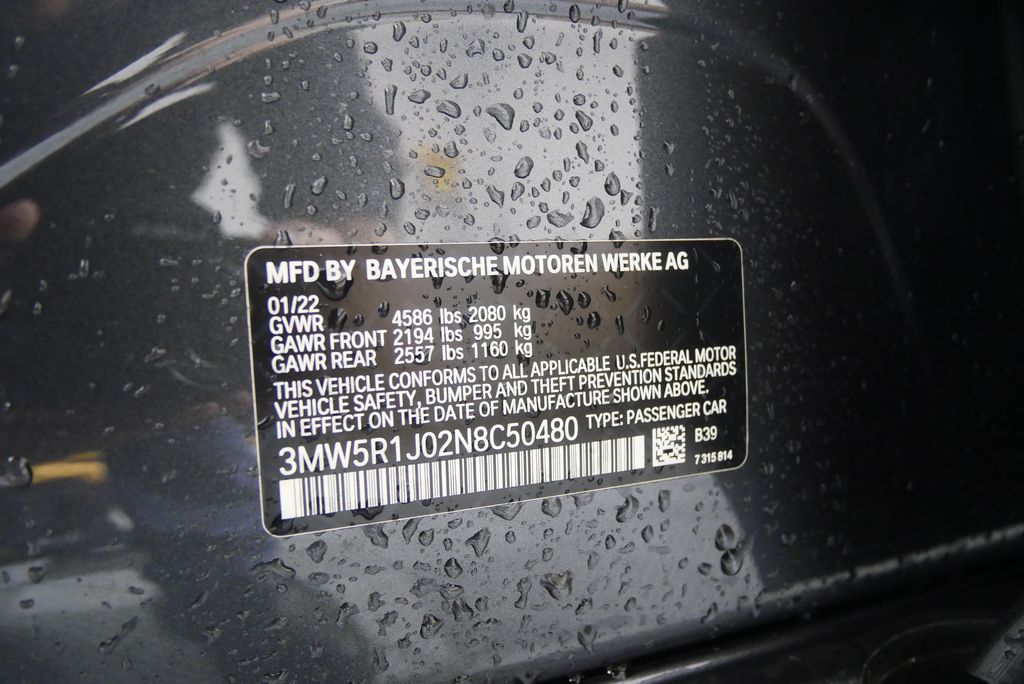 MFD BY BAYERISCHE MOTOREN WERKE AG
01/22
GVWR 4586 lbs 2080 kg
GAWR FRONT 2194 lbs 995 kg
GAWR REAR 2557 lbs 1160 kg
THIS VEHICLE CONFORMS TO ALL APPLICABLE U.S.FEDERAL MOTOR
VEHICLE SAFETY, BUMPER AND THEFT PREVENTION STANDARDS
IN EFFECT ON THE DATE OF MANUFACTURE SHOWN ABOVE.
3MW5R1J02N8C50480 TYPE: PASSENGER CAR
B39
7 315 814